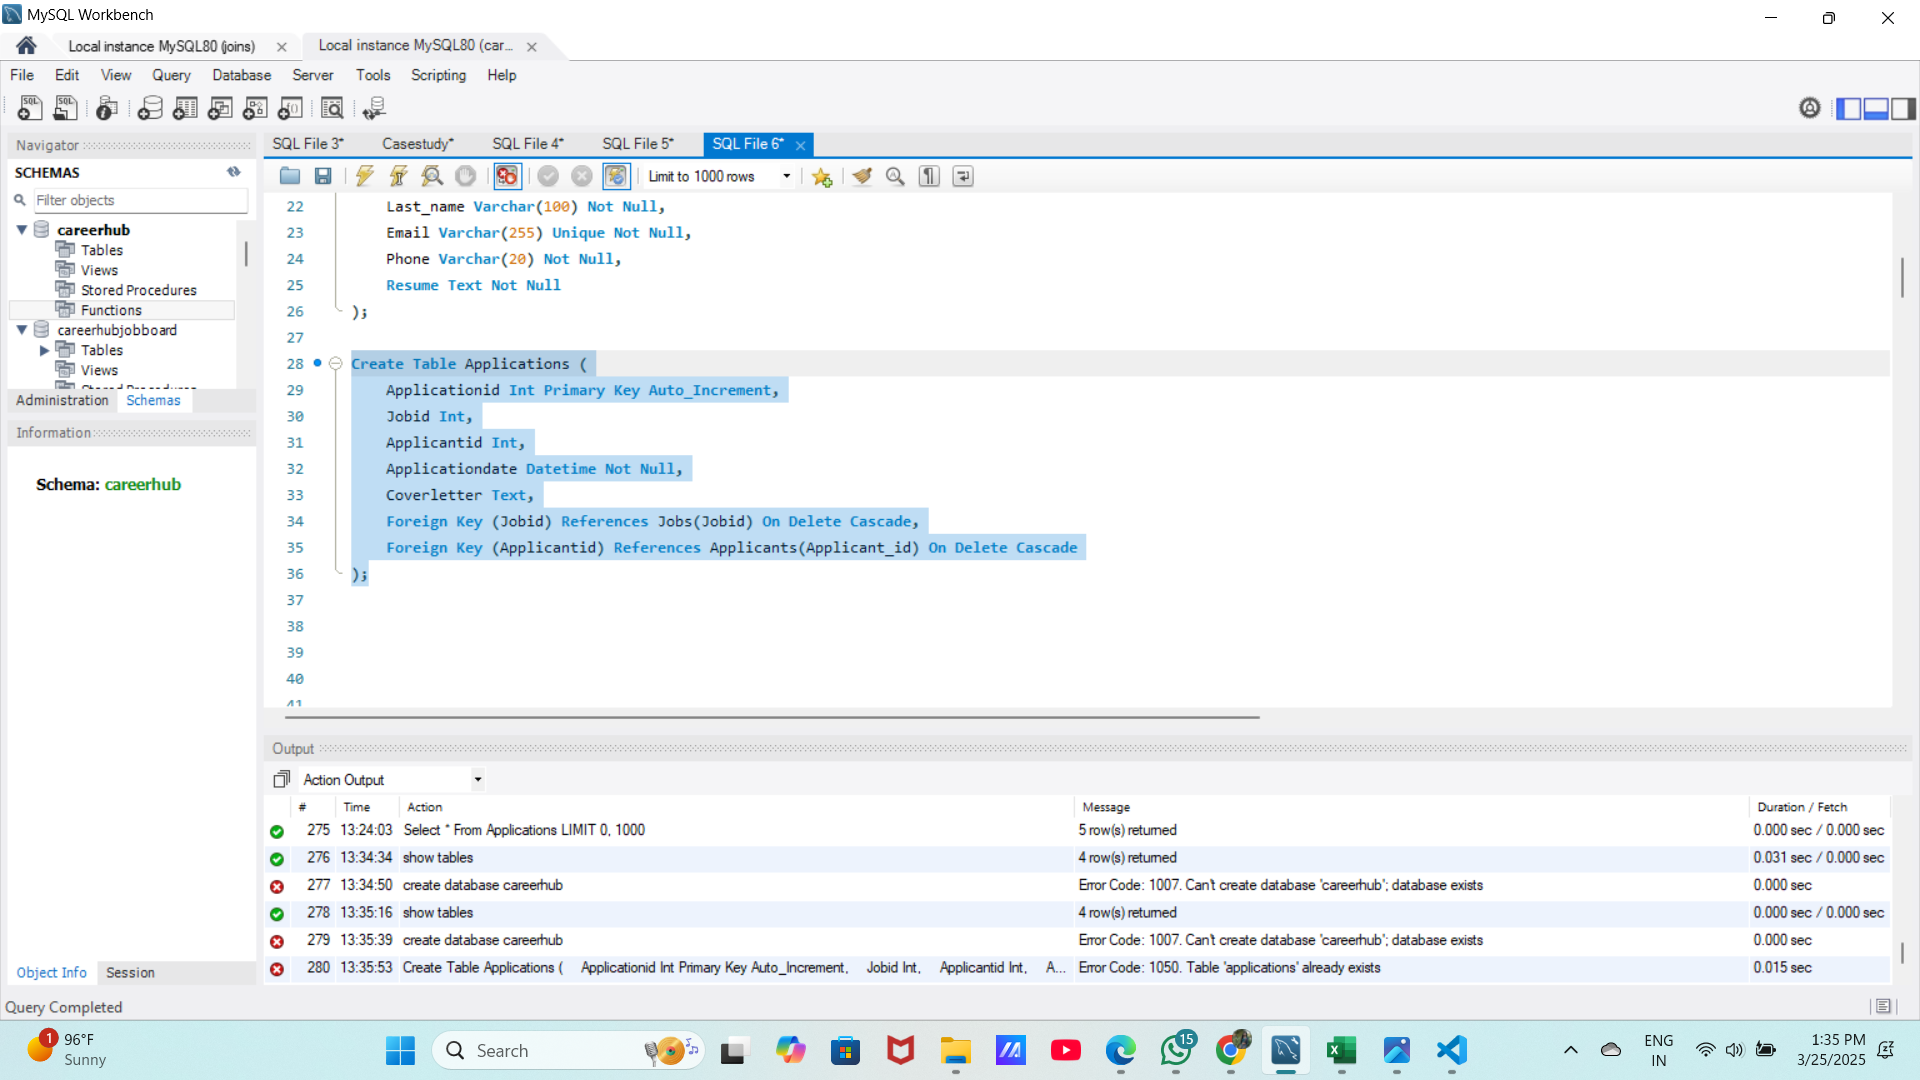 MySQL Workbench
Local instance MySQL80 (joins)
Local instance MySQL80 (car...
File Edit View Query Database Server Tools Scripting Help
Navigator
SCHEMAS
Filter objects
careerhub
Tables
Views
Stored Procedures
Functions
careerhubjobboard
Tables
Views
Stored Procedures
Administration Schemas
Information
Schema: careerhub
Object Info Session
Query Completed
SQL File 3* Casestudy* SQL File 4* SQL File 5* SQL File 6*
Limit to 1000 rows
22 Last_name Varchar(100) Not Null,
23 Email Varchar(255) Unique Not Null,
24 Phone Varchar(20) Not Null,
25 Resume Text Not Null
26 );
27
28 Create Table Applications (
29 Applicationid Int Primary Key Auto_Increment,
30 Jobid Int,
31 Applicantid Int,
32 Applicationdate Datetime Not Null,
33 Coverletter Text,
34 Foreign Key (Jobid) References Jobs(Jobid) On Delete Cascade,
35 Foreign Key (Applicantid) References Applicants(Applicant_id) On Delete Cascade
36 );
37
38
39
40
41
Output
Action Output
# Time Action Message Duration / Fetch
275 13:24:03 Select * From Applications LIMIT 0, 1000 5 row(s) returned 0.000 sec / 0.000 sec
276 13:34:34 show tables 4 row(s) returned 0.031 sec / 0.000 sec
277 13:34:50 create database careerhub Error Code: 1007. Can't create database 'careerhub'; database exists 0.000 sec
278 13:35:16 show tables 4 row(s) returned 0.000 sec / 0.000 sec
279 13:35:39 create database careerhub Error Code: 1007. Can't create database 'careerhub'; database exists 0.000 sec
280 13:35:53 Create Table Applications ( Applicationid Int Primary Key Auto_Increment, Jobid Int, Applicantid Int, A... Error Code: 1050. Table 'applications' already exists 0.015 sec
1
96°F
Sunny
Search
15
ENG
IN
1:35 PM
3/25/2025